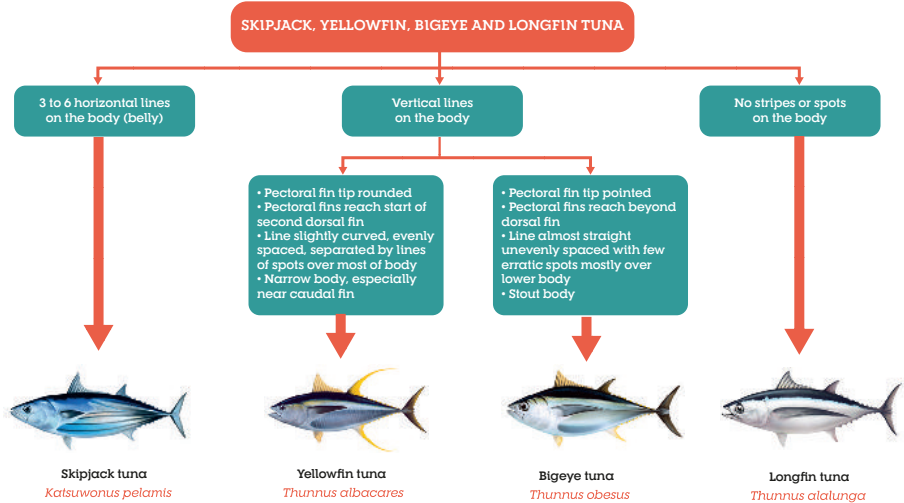 SKIPJACK, YELLOWFIN, BIGEYE AND LONGFIN TUNA
3 to 6 horizontal lines
on the body (belly)
Vertical lines
on the body
No stripes or spots
on the body
• Pectoral fin tip rounded
• Pectoral fins reach start of
second dorsal fin
• Line slightly curved, evenly
spaced, separated by lines
of spots over most of body
• Narrow body, especially
near caudal fin
• Pectoral fin tip pointed
• Pectoral fins reach beyond
dorsal fin
• Line almost straight
unevenly spaced with few
erratic spots mostly over
lower body
• Stout body
Skipjack tuna
Katsuwonus pelamis
Yellowfin tuna
Thunnus albacares
Bigeye tuna
Thunnus obesus
Longfin tuna
Thunnus alalunga